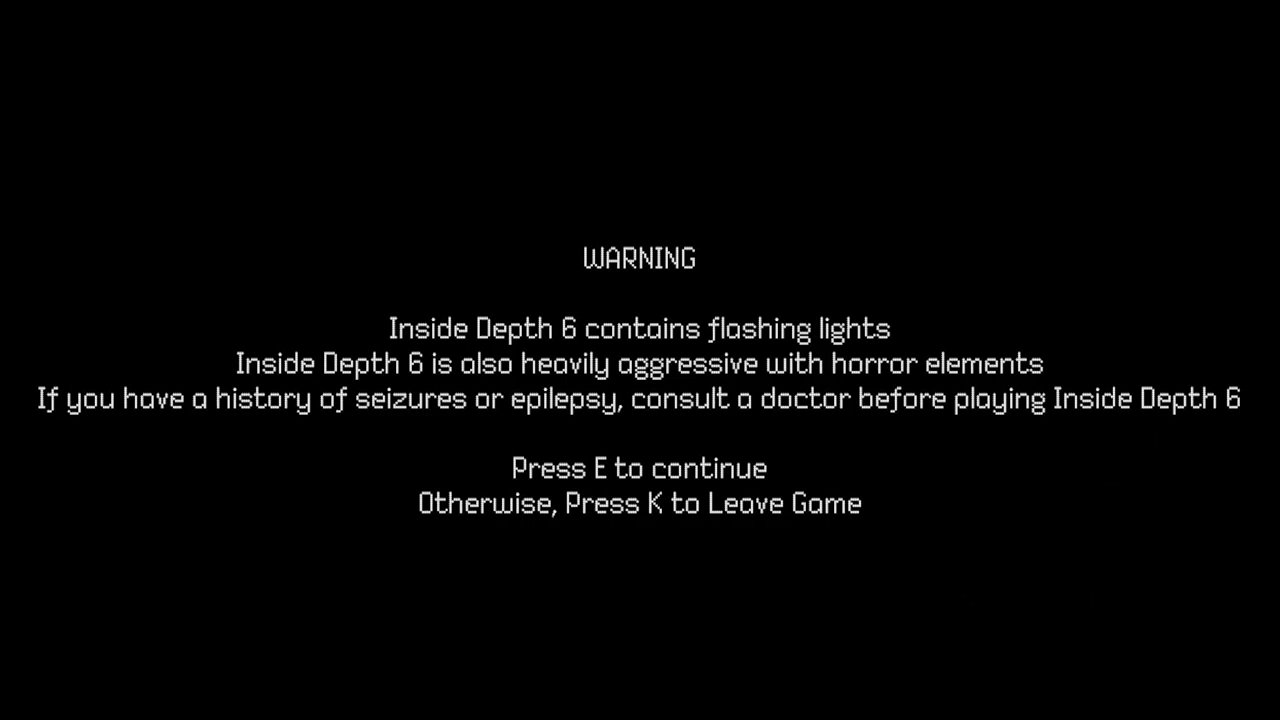 WARNING
Inside Depth 6 contains flashing lights
Inside Depth 6 is also heavily aggressive with horror elements
If you have a history of seizures or epilepsy, consult a doctor before playing Inside Depth 6
Press E to continue
Otherwise, Press K to Leave Game